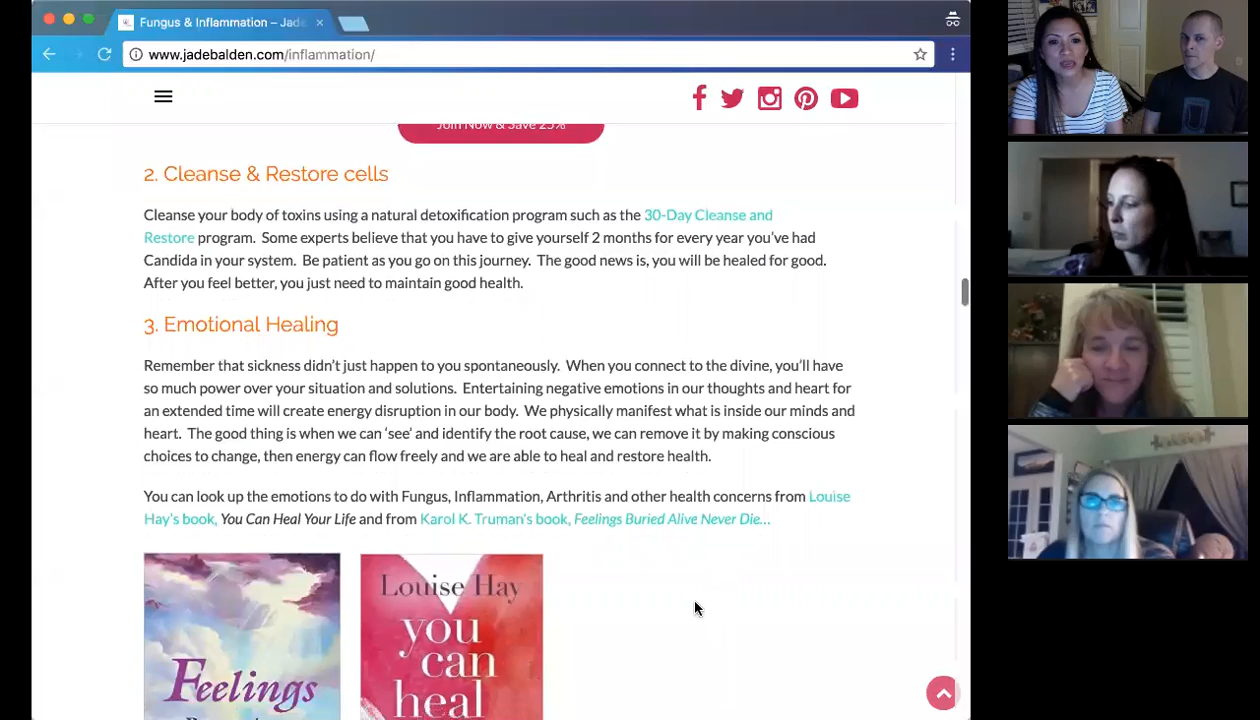 Fungus & Inflammation – Jade
www.jadebalden.com/inflammation/
Join Now & Save 25%
2. Cleanse & Restore cells
Cleanse your body of toxins using a natural detoxification program such as the 30-Day Cleanse and
Restore program. Some experts believe that you have to give yourself 2 months for every year you've had
Candida in your system. Be patient as you go on this journey. The good news is, you will be healed for good.
After you feel better, you just need to maintain good health.
3. Emotional Healing
Remember that sickness didn't just happen to you spontaneously. When you connect to the divine, you'll have
so much power over your situation and solutions. Entertaining negative emotions in our thoughts and heart for
an extended time will create energy disruption in our body. We physically manifest what is inside our minds and
heart. The good thing is when we can 'see' and identify the root cause, we can remove it by making conscious
choices to change, then energy can flow freely and we are able to heal and restore health.
You can look up the emotions to do with Fungus, Inflammation, Arthritis and other health concerns from Louise
Hay's book, You Can Heal Your Life and from Karol K. Truman's book, Feelings Buried Alive Never Die...
Feelings
Louise Hay
you
can
heal